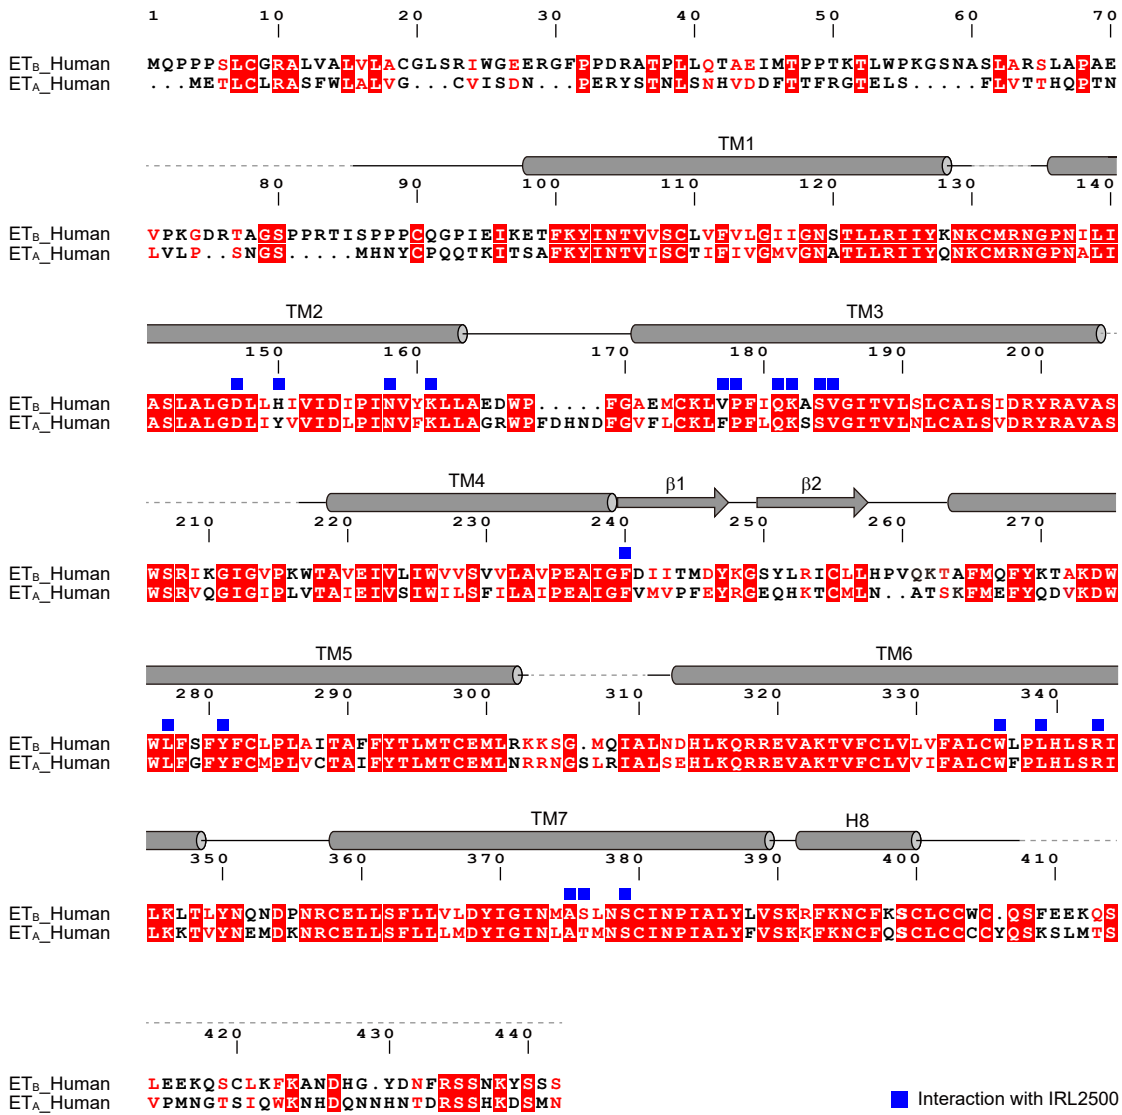 1 10 20 30 40 50 60 70
ETB_Human MQPPPSLCGRALVALVLACGLSRIWGEERGFPPDRATPLLQTAEIMTPPTKTLWPKGSNASLARSLAPAE
ETA_Human ...METLCLRASFWLALVG...CVISDN...PERYSTNLSNHVDDFTTFRGTELS.....FLVTTHQPTN
TM1
80 90 100 110 120 130 140
ETB_Human VPKGDRTAGSPPRTISPPPCQGPIEIKETFKYINTVVSCLVFVLGIIGNSTLLRIIYKNKCMRNGPNILI
ETA_Human LVLP..SNGS.....MHNYCPQQTKITSAFKYINTVISCTIFIVGMVGNATLLRIIYQNKCMRNGPNALI
TM2 TM3
150 160 170 180 190 200
ETB_Human ASLALGDLLHIVIDIPINVYKLLAEDWP.....FGAEMCKLVPFIQKASVGITVLSLCALSIDRYRAVAS
ETA_Human ASLALGDLIYVVIDLPINVFKLLAGRWPFDHNDFGVFLCKLFPFLQKSSVGITVLNLCALSVDRYRAVAS
TM4 β1 β2
210 220 230 240 250 260 270
ETB_Human WSRIKGIGVPKWTAVEIVLIWVVSVVLAVPEAIGFDIITMDYKGSYLRICLLHPVQKTAFMQFYKTAKDW
ETA_Human WSRVQGIGIPLVTAIEIVSIWILSFILAIPEAIGFVMVPFEYRGEQHKTCMLN..ATSKFMEFYQDVKDW
TM5 TM6
280 290 300 310 320 330 340
ETB_Human WLFSFYFCLPLAITAFFYTLMTCEMLRKKSG.MQIALNDHLKQRREVAKTVFCLVLVFALCWLPLHLSRI
ETA_Human WLFGFYFCMPLVCTAIFYTLMTCEMLNRRNGSLRIALSEHLKQRREVAKTVFCLVVIFALCWFPLHLSRI
TM7 H8
350 360 370 380 390 400 410
ETB_Human LKLTLYNQNDPNRCELLSFLLVLDYIGINMASLNSCINPIALYLVSKRFKNCFKSCLCCWC.QSFEEKQS
ETA_Human LKKTVYNEMDKNRCELLSFLLLMDYIGINLATMNSCINPIALYFVSKKFKNCFQSCLCCCCYQSKSLMTS
420 430 440
ETB_Human LEEKQSCLKFKANDHG.YDNFRSSNKYSSS
ETA_Human VPMNGTSIQWKNHDQNNHNTDRSSHKDSMN
Interaction with IRL2500